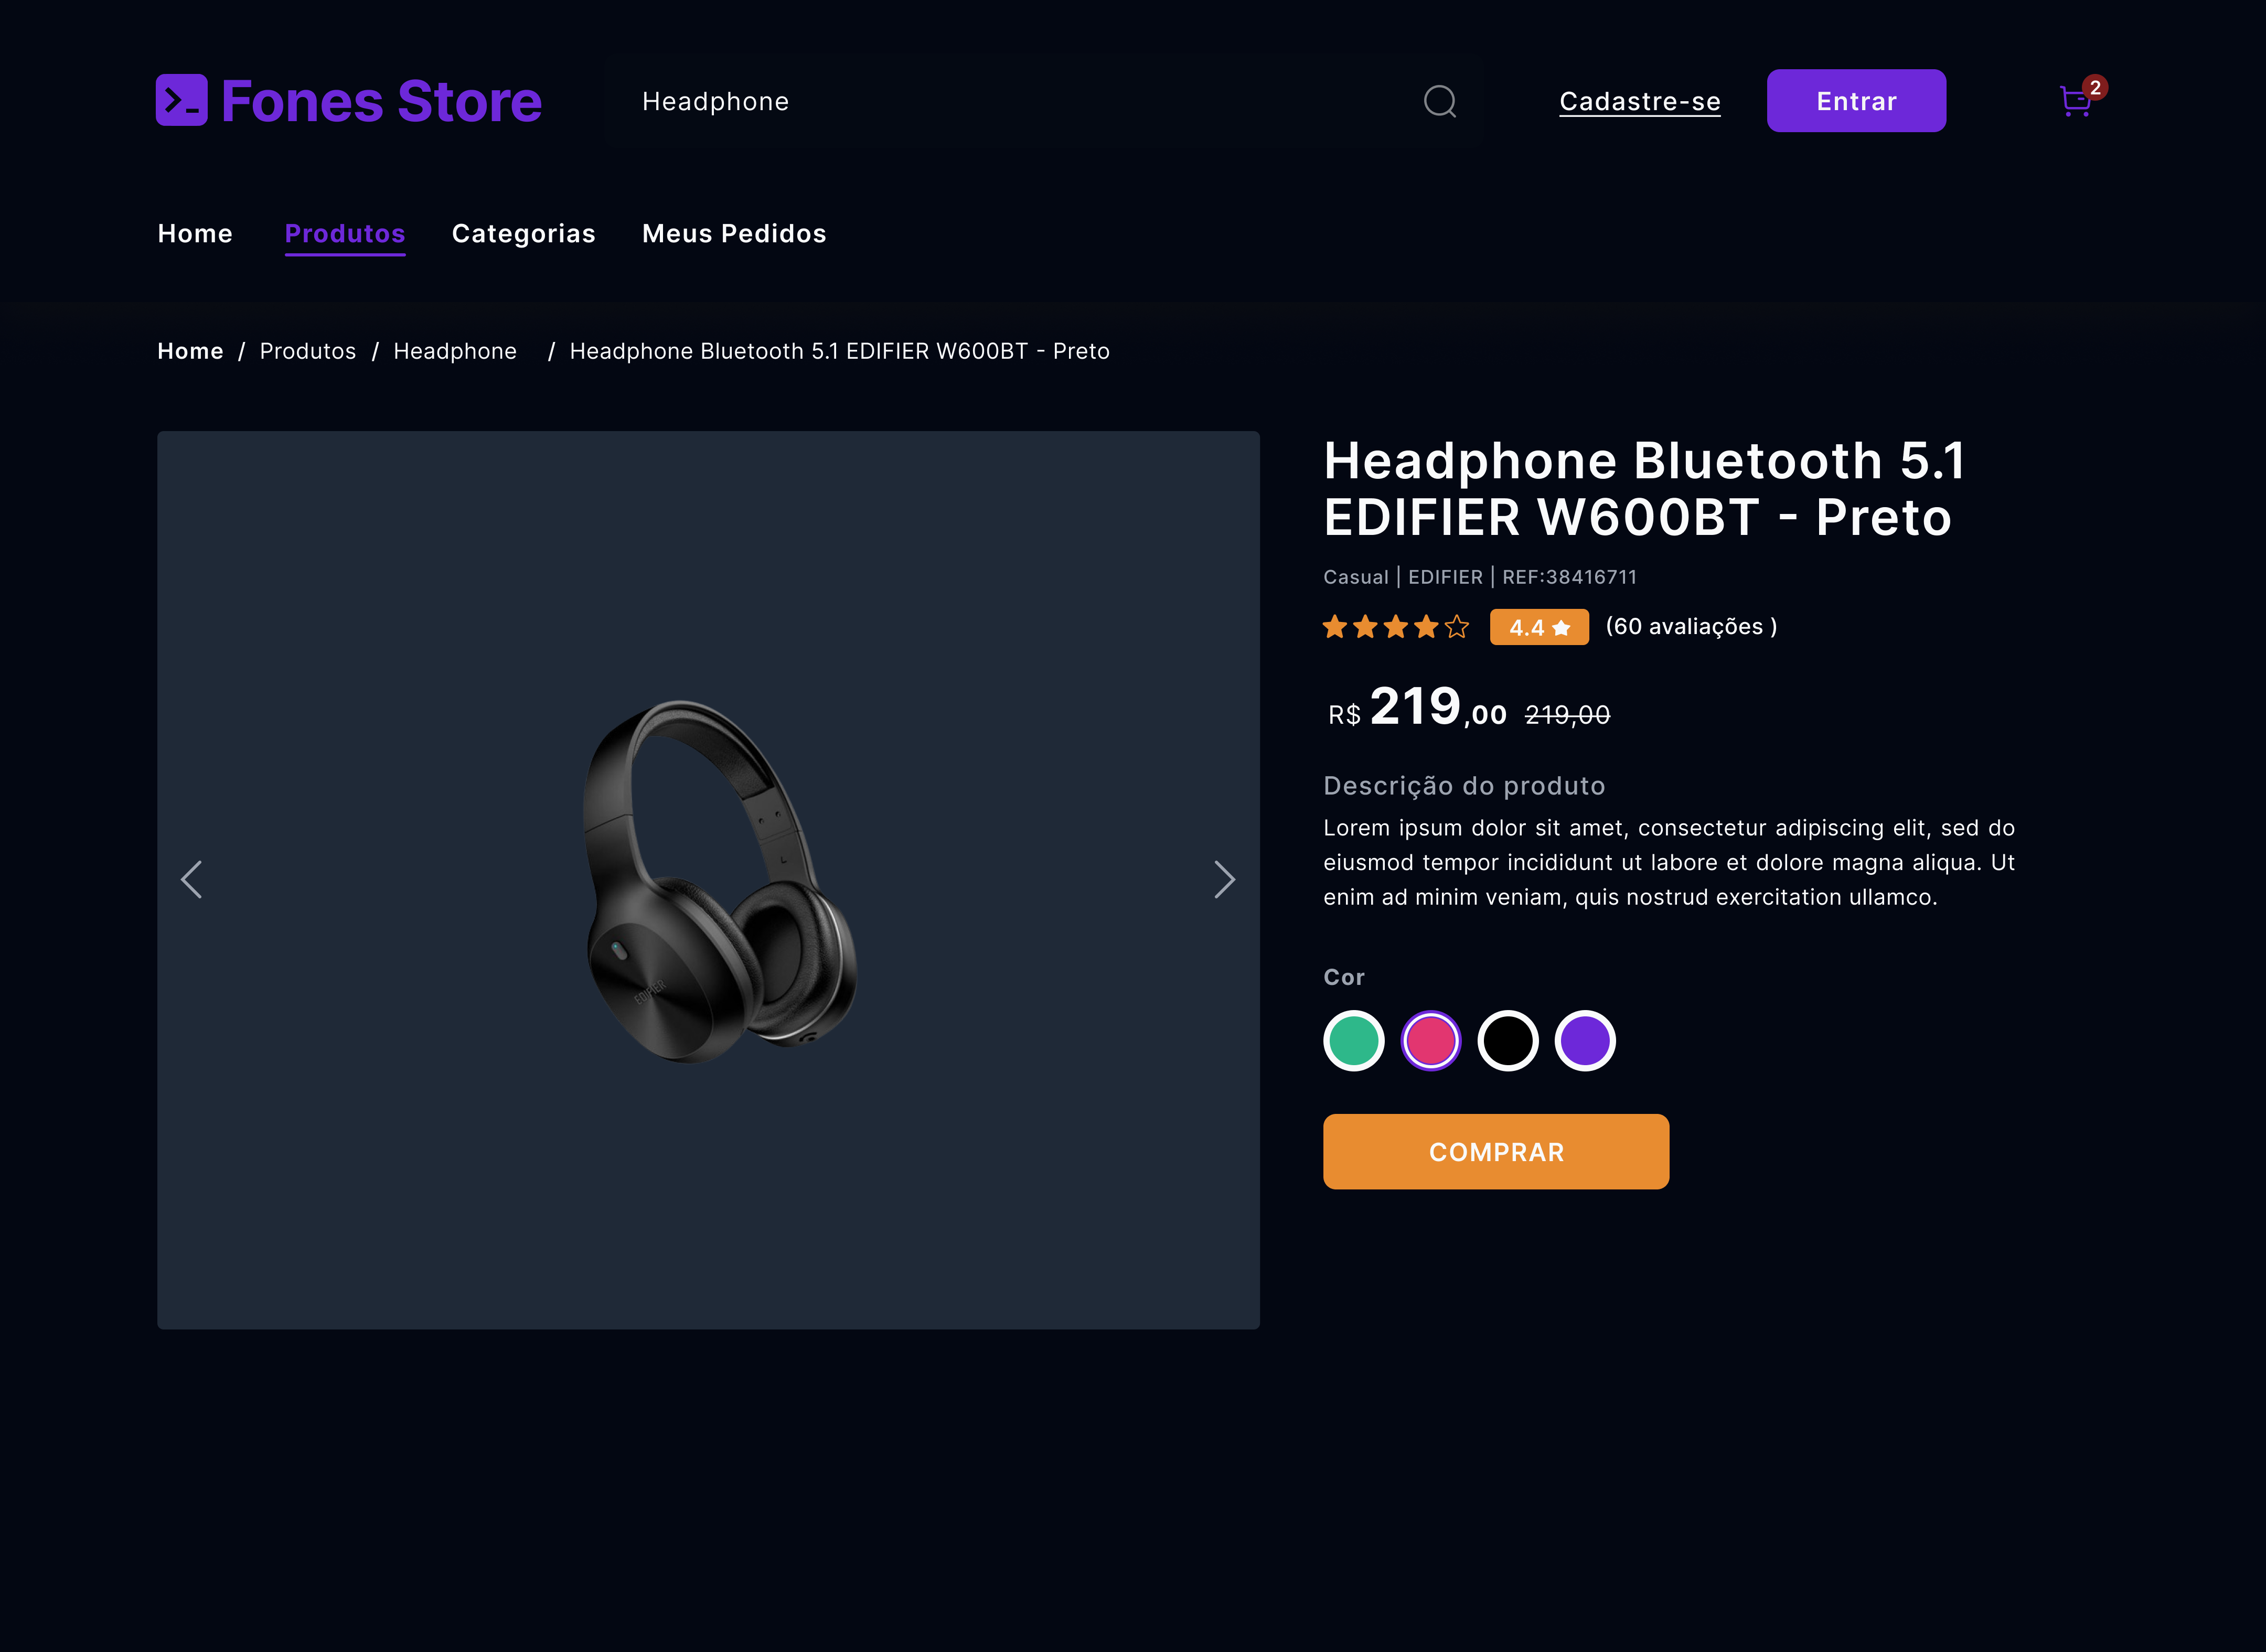 Fones Store
Headphone
Cadastre-se
Entrar
2
Home
Produtos
Categorias
Meus Pedidos
Home / Produtos / Headphone / Headphone Bluetooth 5.1 EDIFIER W600BT - Preto
Headphone Bluetooth 5.1
EDIFIER W600BT - Preto
Casual | EDIFIER | REF:38416711
4.4
(60 avaliações )
R$ 219,00 219,00
Descrição do produto
Lorem ipsum dolor sit amet, consectetur adipiscing elit, sed do
eiusmod tempor incididunt ut labore et dolore magna aliqua. Ut
enim ad minim veniam, quis nostrud exercitation ullamco.
L
EDIFIER
Cor
COMPRAR